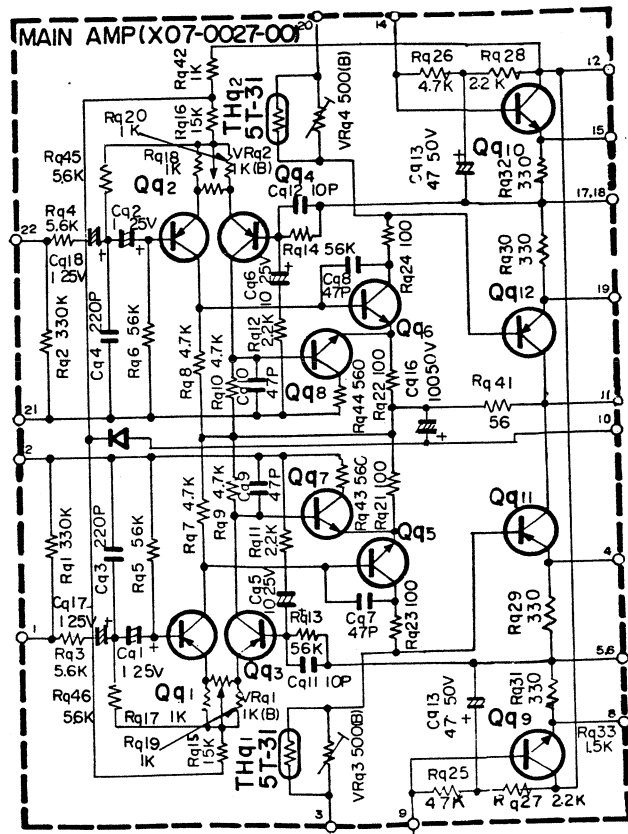 MAIN AMP(X07-0027-00)
20
14
12
15
17,18
19
11
10
4
5,6
8
9
3
1
2
21
22
Rq42
1K
Rq16
15K
Rq20
1K
Rq18
1K
THq2
5T-31
VRq4 500(B)
VRq2
1K(B)
Rq26
4.7K
Rq28
2.2K
Cq13
47 50V
Qq10
Rq32
330
Rq30
330
Qq12
Rq45
56K
Rq4
5.6K
Cq2
1 25V
Cq18
1 25V
Rq2 330K
Cq4 220P
Rq6 56K
Qq2
Qq4
Cq12 10P
Rq14 56K
Cq6
10 25V
Rq12
2.2K
Rq24 100
Cq8
47P
Qq6
Rq8 4.7K
Rq10 4.7K
Cq10
47P
Qq8
Rq44 560
Rq22 100
Cq16
100 50V
Rq41
56
Rq1 330K
Cq3 220P
Rq5 56K
Rq7 4.7K
Rq9 4.7K
Cq9
47P
Qq7
Rq43 560
Rq21 100
Rq11
2.2K
Qq5
Qq11
Cq5
10 25V
Cq7
47P
Rq23 100
Rq13
56K
Cq11 10P
Cq17
1 25V
Rq3
5.6K
Cq1
1 25V
Rq46
56K
Qq1
Qq3
Rq17
1K
VRq1
1K(B)
Rq19
1K
Rq15
15K
THq1
5T-31
VRq3 500(B)
Rq29
330
Rq31
330
Cq13
47 50V
Qq9
Rq33
1.5K
Rq25
4.7K
Rq27 2.2K